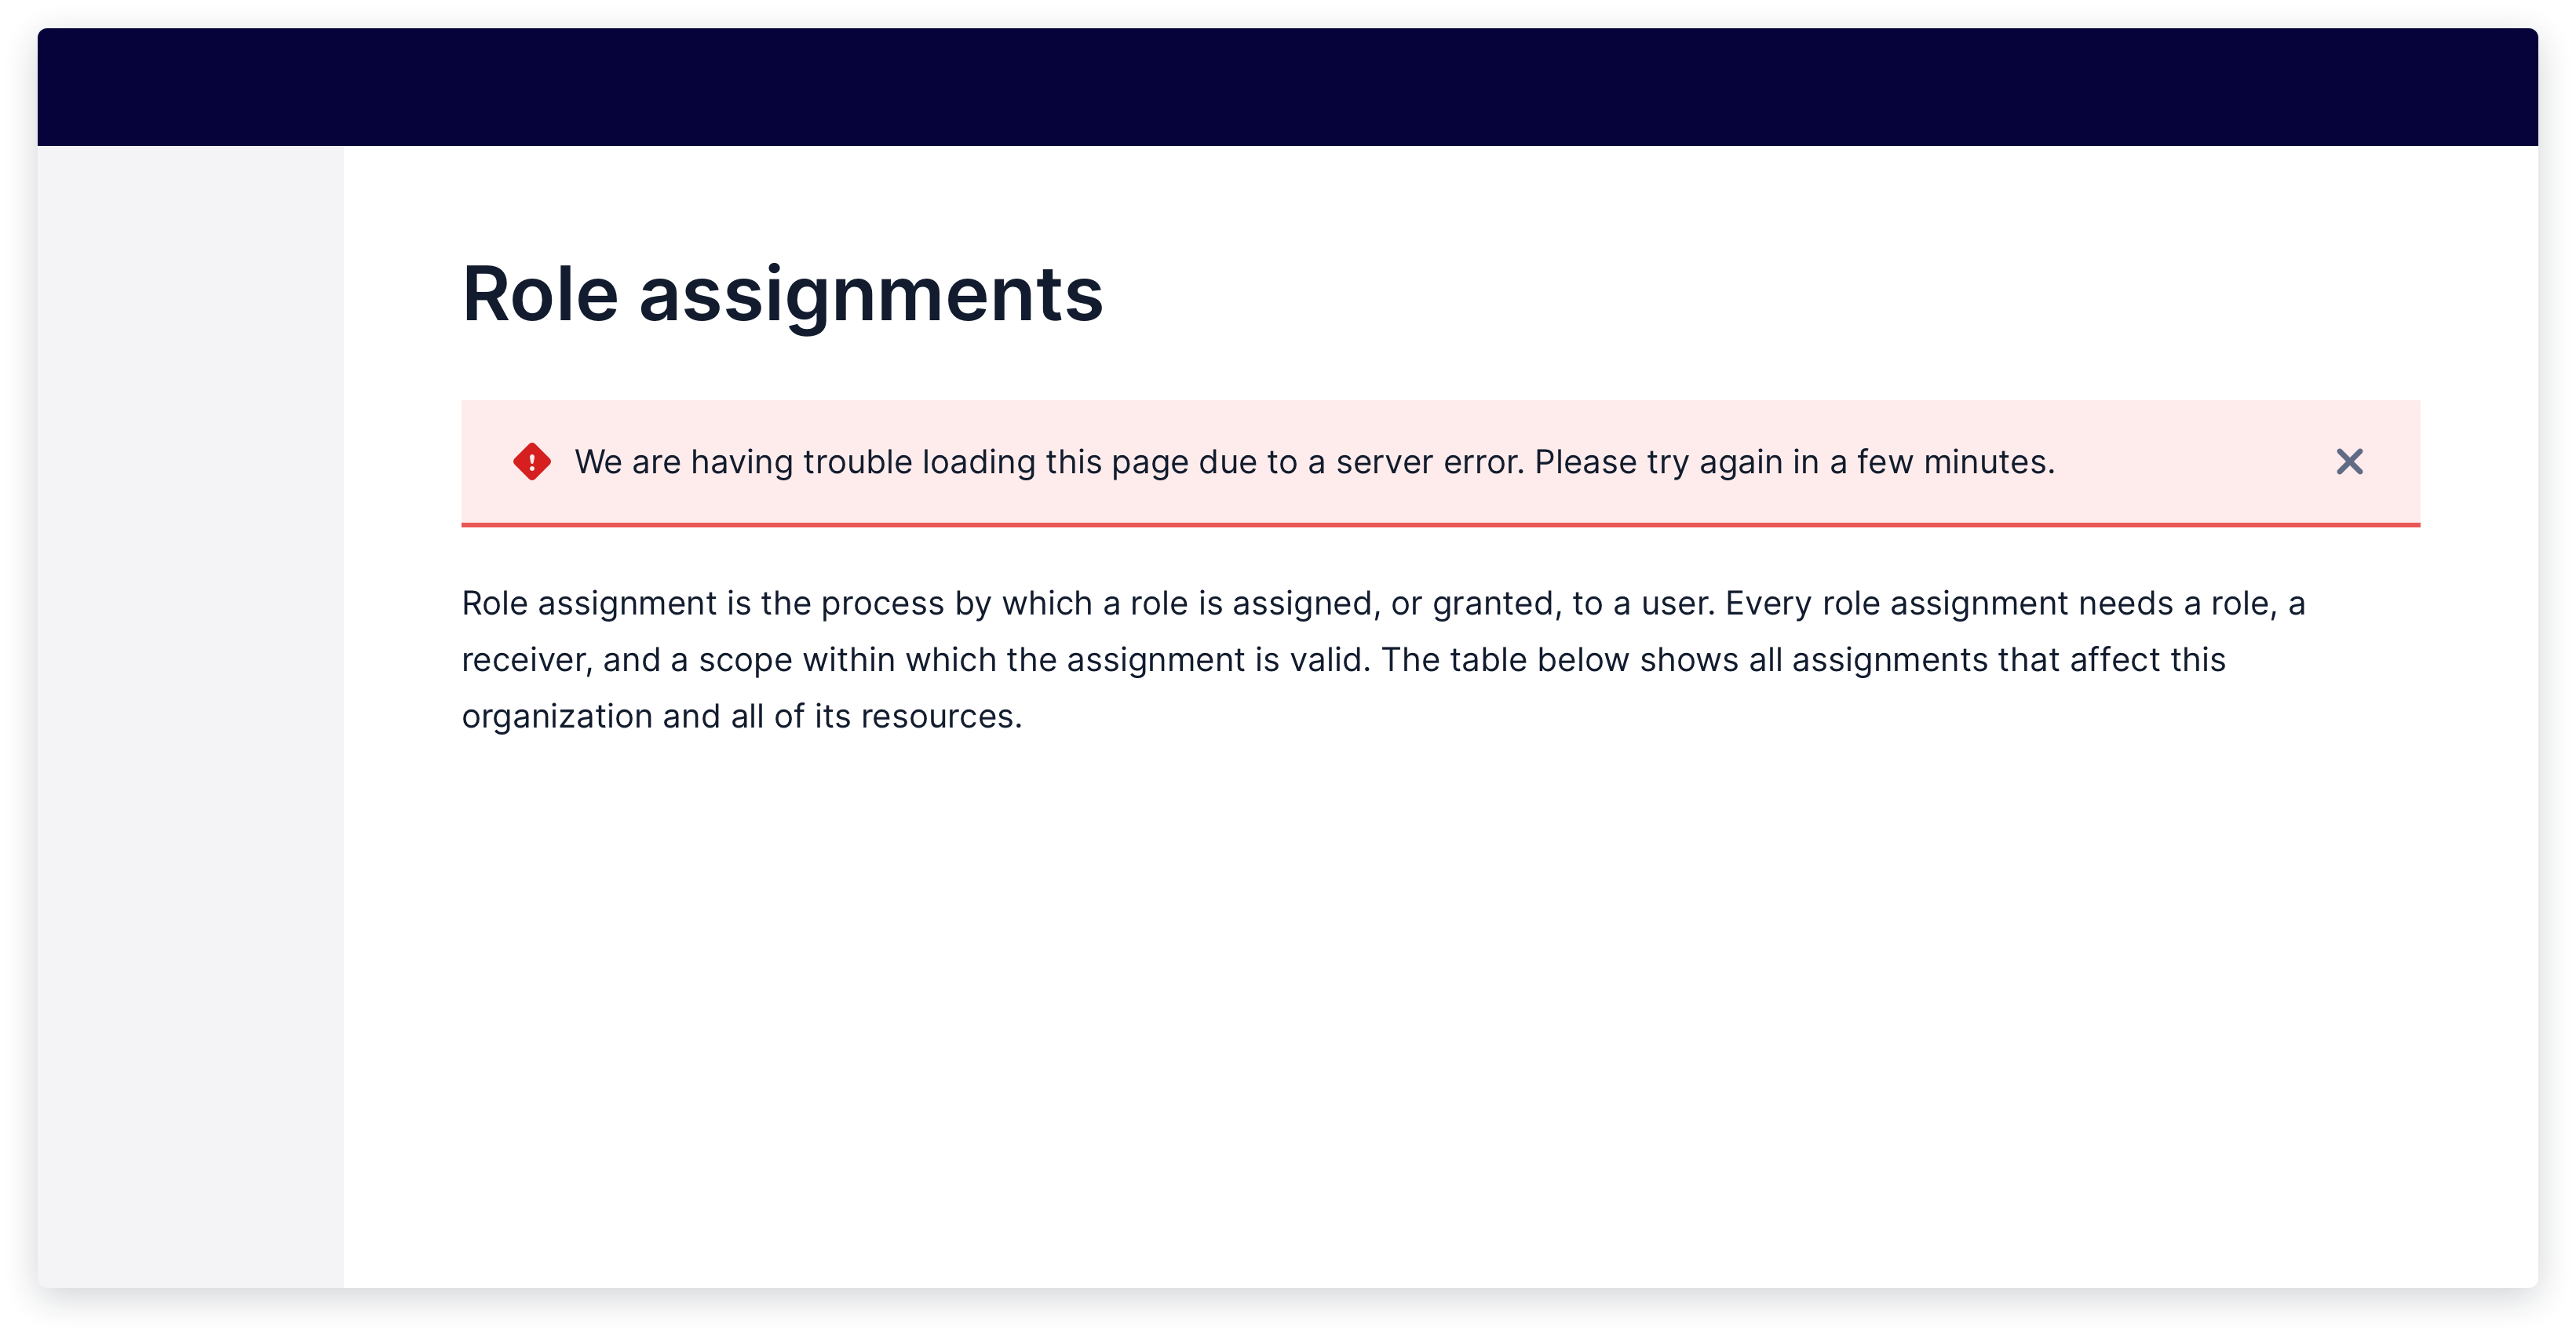 Role assignments
We are having trouble loading this page due to a server error. Please try again in a few minutes.
Role assignment is the process by which a role is assigned, or granted, to a user. Every role assignment needs a role, a
receiver, and a scope within which the assignment is valid. The table below shows all assignments that affect this
organization and all of its resources.